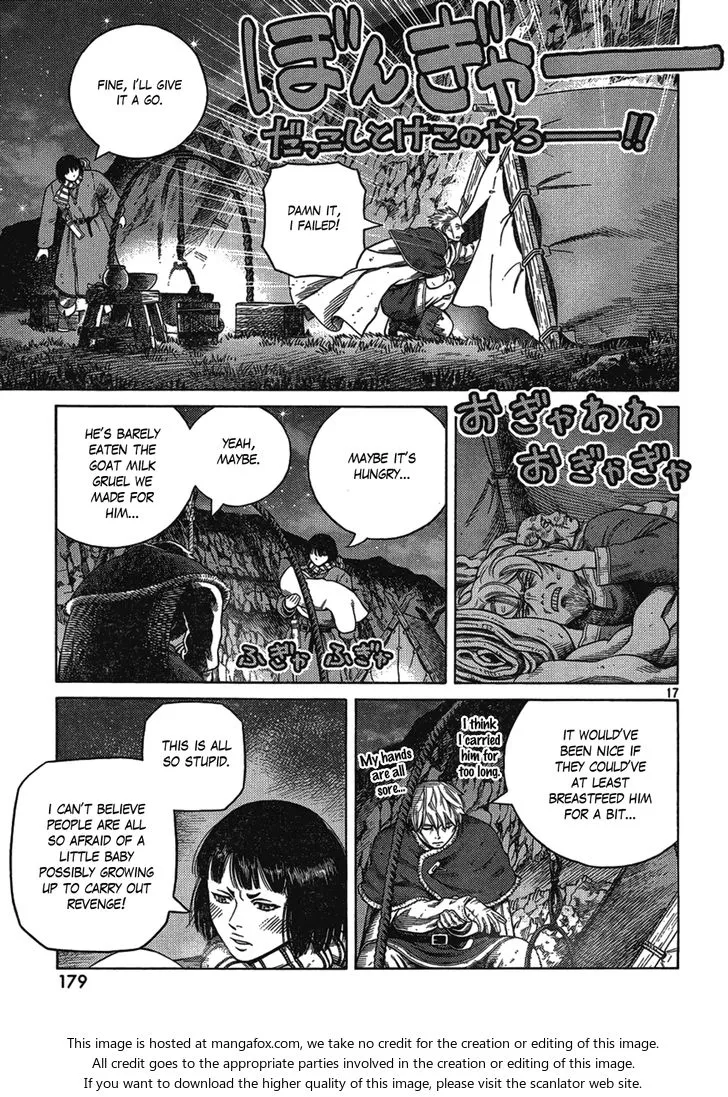 FINE, I'LL GIVE
IT A GO.
ぼんぎゃー
だっこしとけこのやろー!!
DAMN IT,
I FAILED!
おぎゃわわ
おぎゃぎゃ
MAYBE IT'S
HUNGRY...
YEAH,
MAYBE.
HE'S BARELY
EATEN THE
GOAT MILK
GRUEL WE
MADE FOR
HIM...
ふぎゃ ふぎゃ
17
IT WOULD'VE
BEEN NICE IF
THEY COULD'VE
AT LEAST
BREASTFEED HIM
FOR A BIT...
I think
I carried
him for
too long.
My hands
are all
sore...
THIS IS ALL
SO STUPID.
I CAN'T BELIEVE
PEOPLE ARE ALL
SO AFRAID OF A
LITTLE BABY
POSSIBLY GROWING
UP TO CARRY OUT
REVENGE!
179
This image is hosted at mangafox.com, we take no credit for the creation or editing of this image.
All credit goes to the appropriate parties involved in the creation or editing of this image.
If you want to download the higher quality of this image, please visit the scanlator web site.